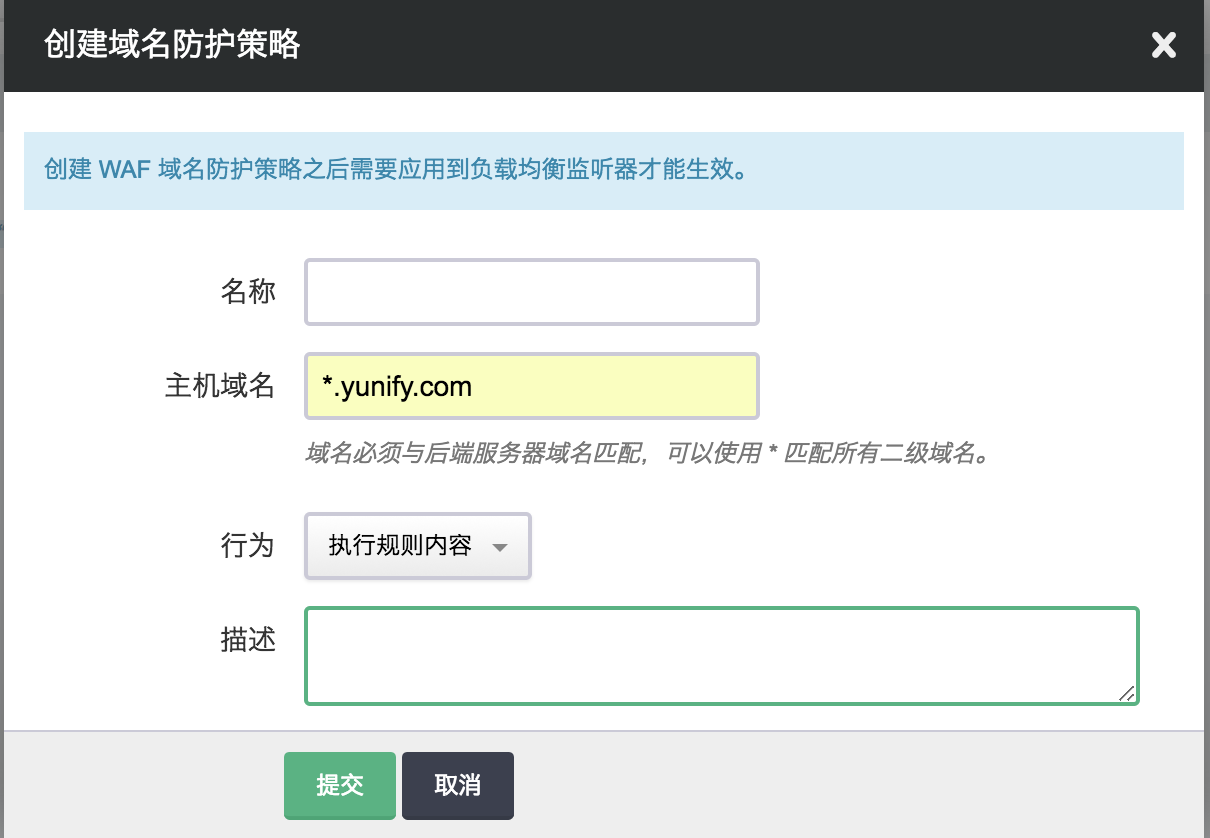 创建域名防护策略
创建 WAF 域名防护策略之后需要应用到负载均衡监听器才能生效。
名称
主机域名
*.yunify.com
域名必须与后端服务器域名匹配，可以使用 * 匹配所有二级域名。
行为
执行规则内容
描述
提交
取消